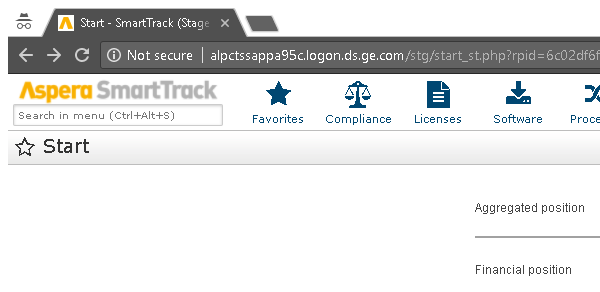 Start - SmartTrack (Stage
Not secure | alpctssappa95c.logon.ds.ge.com/stg/start_st.php?rpid=6c02df6f
Aspera SmartTrack
Search in menu (Ctrl+Alt+S)
Favorites Compliance Licenses Software Proce
Start
Aggregated position
Financial position